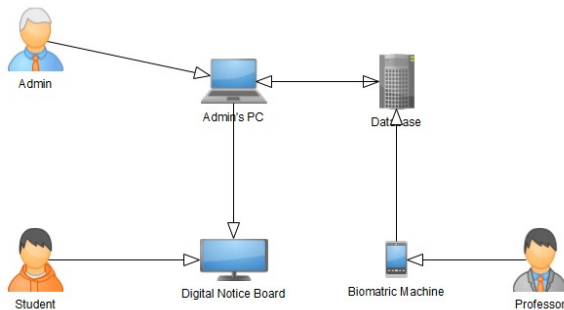 Admin
Admin's PC
Database
Student
Digital Notice Board
Biomatric Machine
Professor